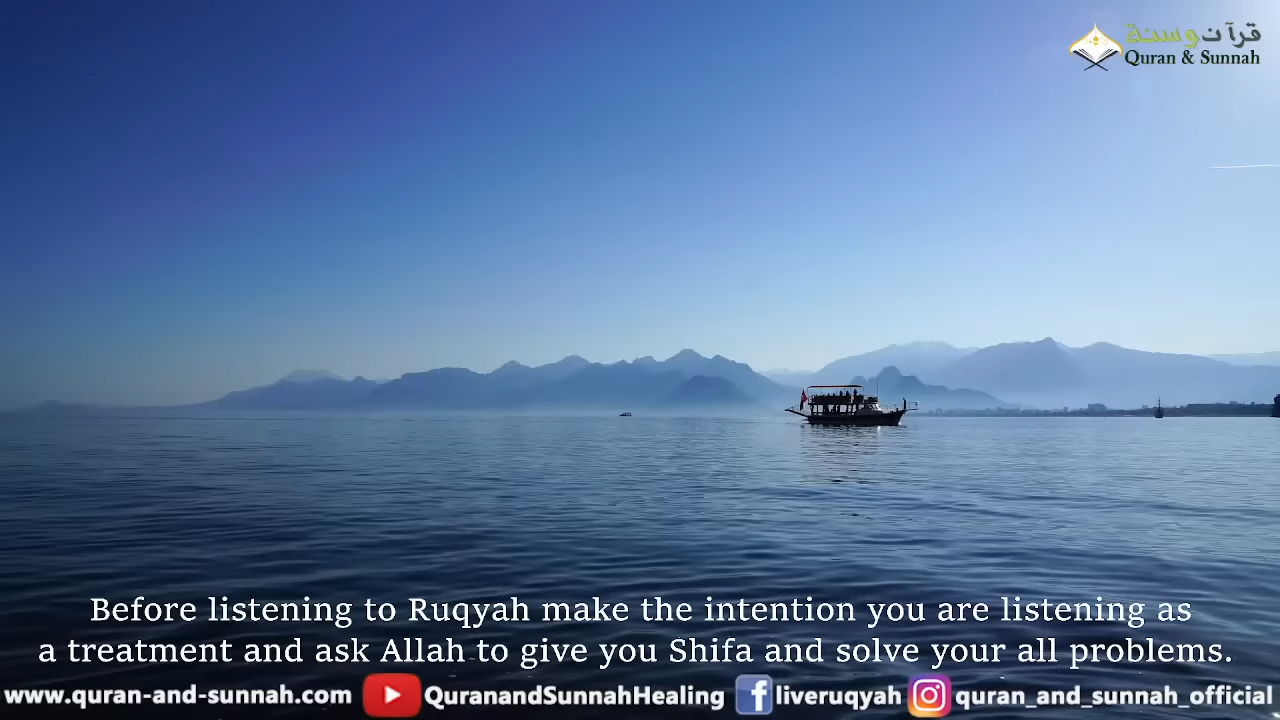 قرآن وسنة
Quran & Sunnah
Before listening to Ruqyah make the intention you are listening as
a treatment and ask Allah to give you Shifa and solve your all problems.
www.quran-and-sunnah.com QuranandSunnahHealing liveruqyah quran_and_sunnah_official